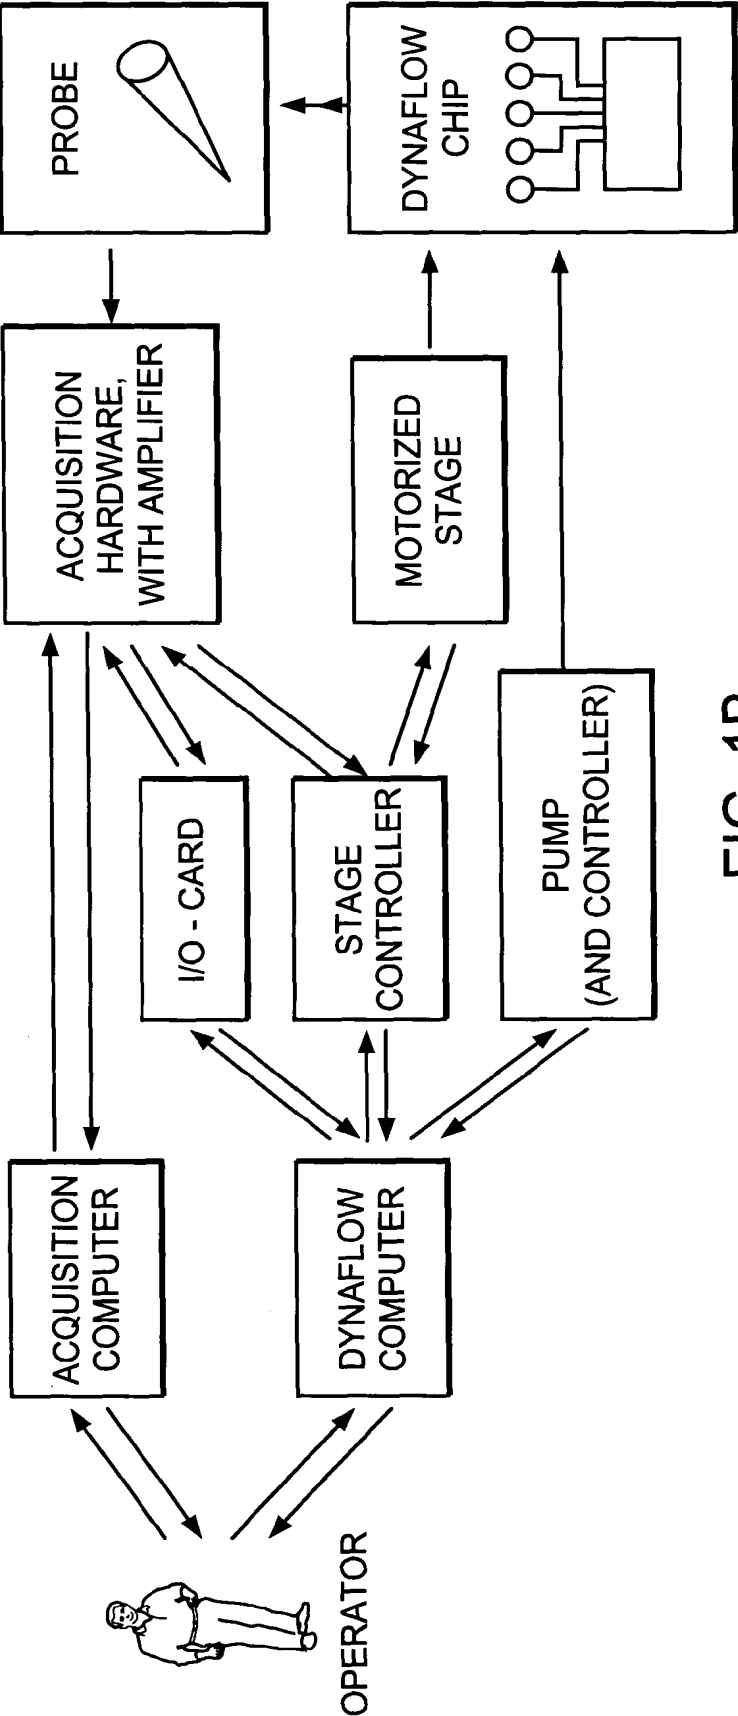 OPERATOR
ACQUISITION
COMPUTER
DYNAFLOW
COMPUTER
I/O - CARD
STAGE
CONTROLLER
PUMP
(AND CONTROLLER)
ACQUISITION
HARDWARE,
WITH AMPLIFIER
MOTORIZED
STAGE
PROBE
DYNAFLOW
CHIP